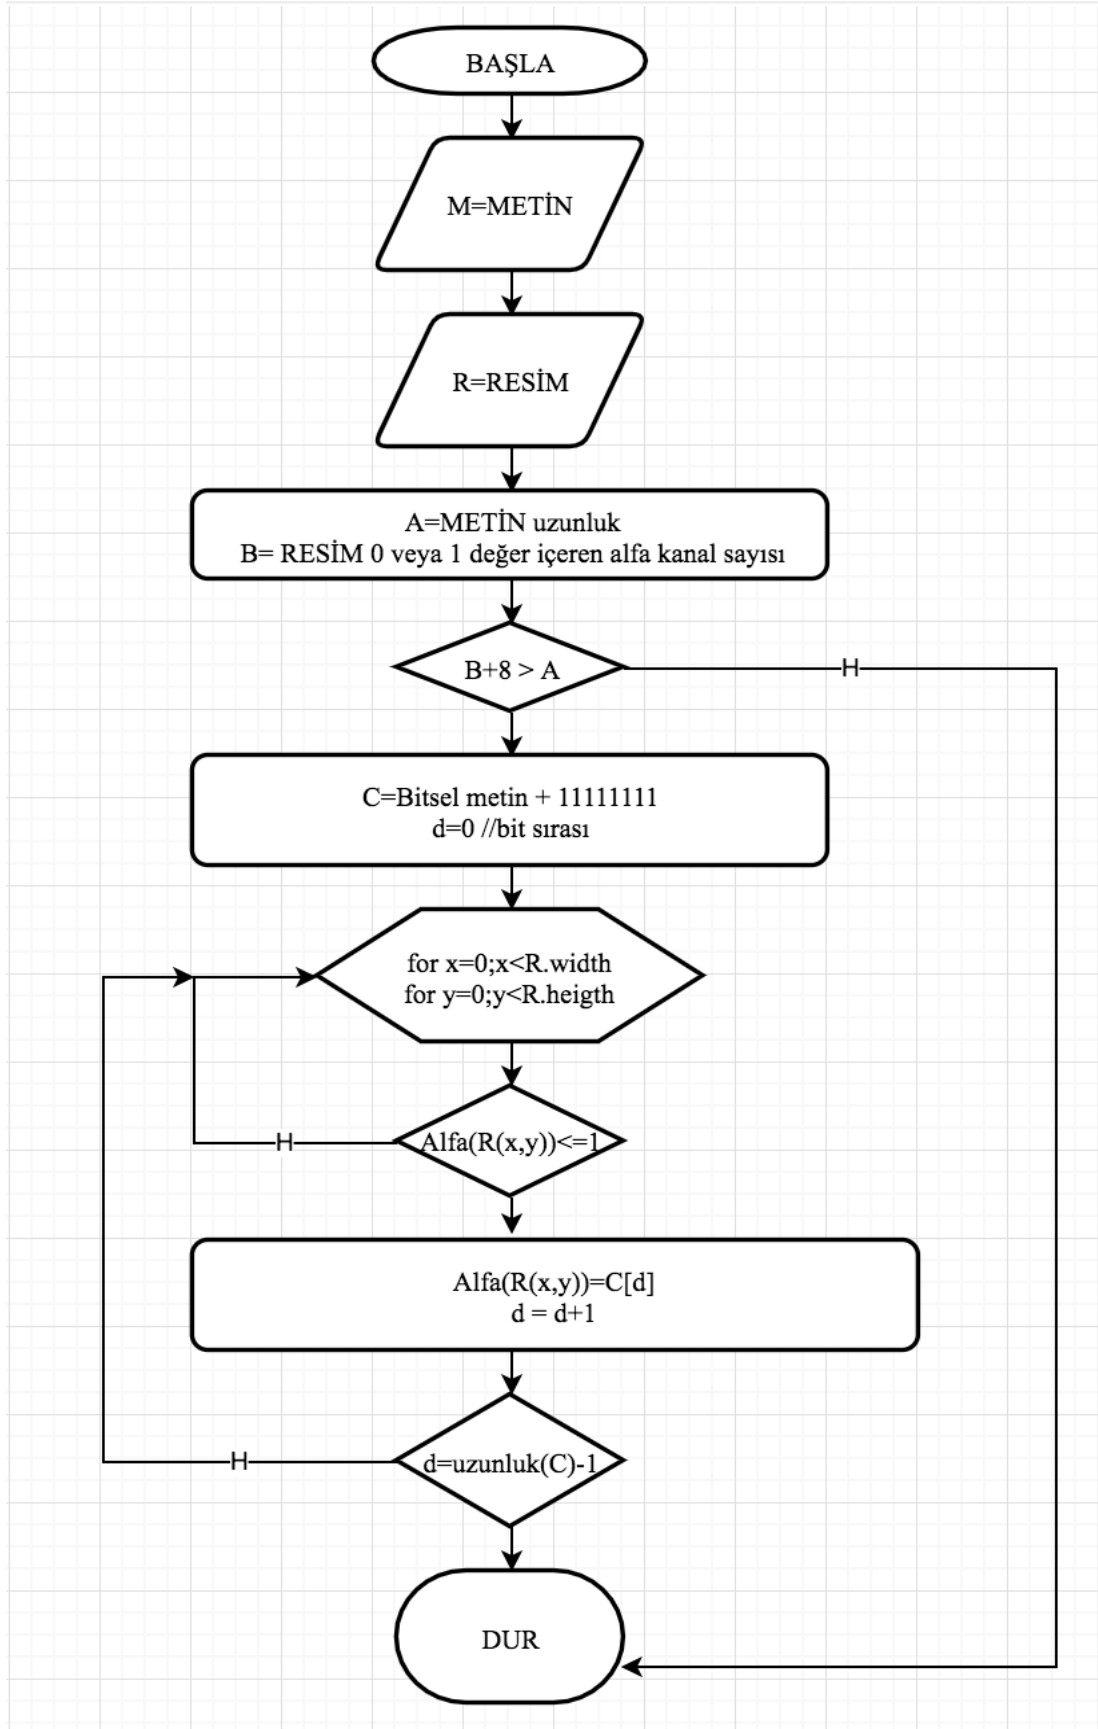 BAŞLA
M=METİN
R=RESİM
A=METİN uzunluk
B= RESİM 0 veya 1 değer içeren alfa kanal sayısı
B+8 > A
H
C=Bitsel metin + 11111111
d=0 //bit sırası
for x=0;x<R.width
for y=0;y<R.heigth
Alfa(R(x,y))<=1
H
Alfa(R(x,y))=C[d]
d = d+1
d=uzunluk(C)-1
H
DUR